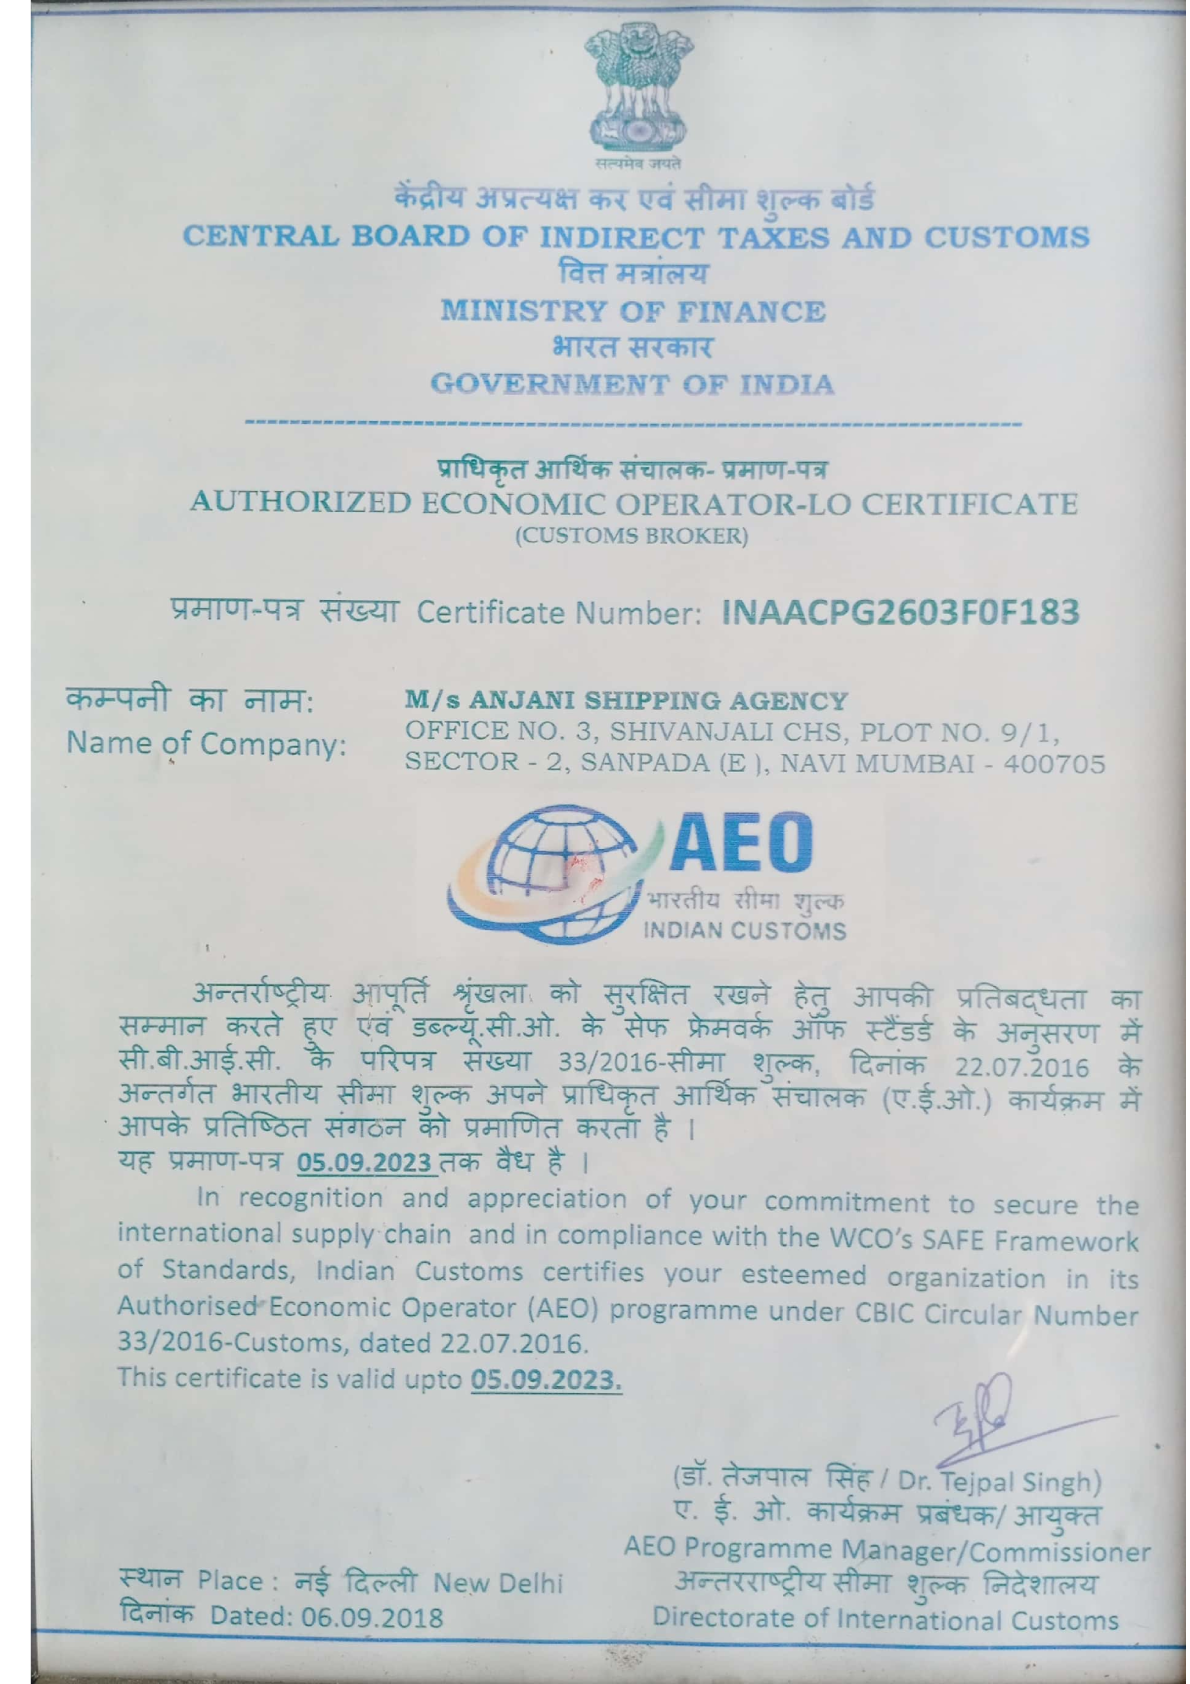 सत्यमेव जयते
केंद्रीय अप्रत्यक्ष कर एवं सीमा शुल्क बोर्ड
CENTRAL BOARD OF INDIRECT TAXES AND CUSTOMS
वित्त मत्रांलय
MINISTRY OF FINANCE
भारत सरकार
GOVERNMENT OF INDIA
प्राधिकृत आर्थिक संचालक- प्रमाण-पत्र
AUTHORIZED ECONOMIC OPERATOR-LO CERTIFICATE
(CUSTOMS BROKER)
प्रमाण-पत्र संख्या Certificate Number: INAACPG2603F0F183
कम्पनी का नाम: M/s ANJANI SHIPPING AGENCY
OFFICE NO. 3, SHIVANJALI CHS, PLOT NO. 9/1,
Name of Company: SECTOR - 2, SANPADA (E ), NAVI MUMBAI - 400705
AEO
भारतीय सीमा शुल्क
INDIAN CUSTOMS
अन्तर्राष्ट्रीय आपूर्ति श्रृंखला को सुरक्षित रखने हेतु आपकी प्रतिबद्धता का
सम्मान करते हुए एवं डब्ल्यू.सी.ओ. के सेफ फ्रेमवर्क ऑफ स्टैंडर्ड के अनुसरण में
सी.बी.आई.सी. के परिपत्र संख्या 33/2016-सीमा शुल्क, दिनांक 22.07.2016 के
अन्तर्गत भारतीय सीमा शुल्क अपने प्राधिकृत आर्थिक संचालक (ए.ई.ओ.) कार्यक्रम में
आपके प्रतिष्ठित संगठन को प्रमाणित करता है |
यह प्रमाण-पत्र 05.09.2023 तक वैध है |
In recognition and appreciation of your commitment to secure the
international supply chain and in compliance with the WCO’s SAFE Framework
of Standards, Indian Customs certifies your esteemed organization in its
Authorised Economic Operator (AEO) programme under CBIC Circular Number
33/2016-Customs, dated 22.07.2016.
This certificate is valid upto 05.09.2023.
(डॉ. तेजपाल सिंह / Dr. Tejpal Singh)
ए. ई. ओ. कार्यक्रम प्रबंधक/ आयुक्त
AEO Programme Manager/Commissioner
अन्तरराष्ट्रीय सीमा शुल्क निदेशालय
Directorate of International Customs
स्थान Place : नई दिल्ली New Delhi
दिनांक Dated: 06.09.2018